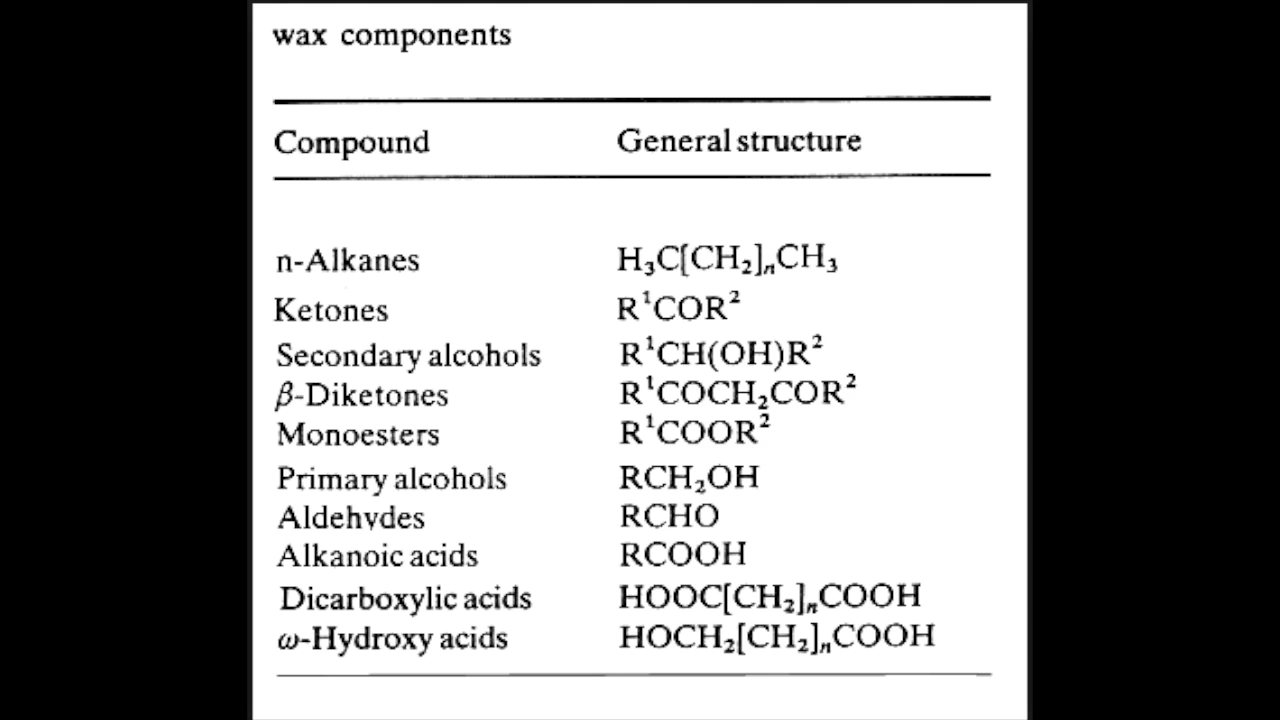 wax components
Compound General structure
n-Alkanes H₃C[CH₂]ₙCH₃
Ketones R¹COR²
Secondary alcohols R¹CH(OH)R²
β-Diketones R¹COCH₂COR²
Monoesters R¹COOR²
Primary alcohols RCH₂OH
Aldehydes RCHO
Alkanoic acids RCOOH
Dicarboxylic acids HOOC[CH₂]ₙCOOH
ω-Hydroxy acids HOCH₂[CH₂]ₙCOOH